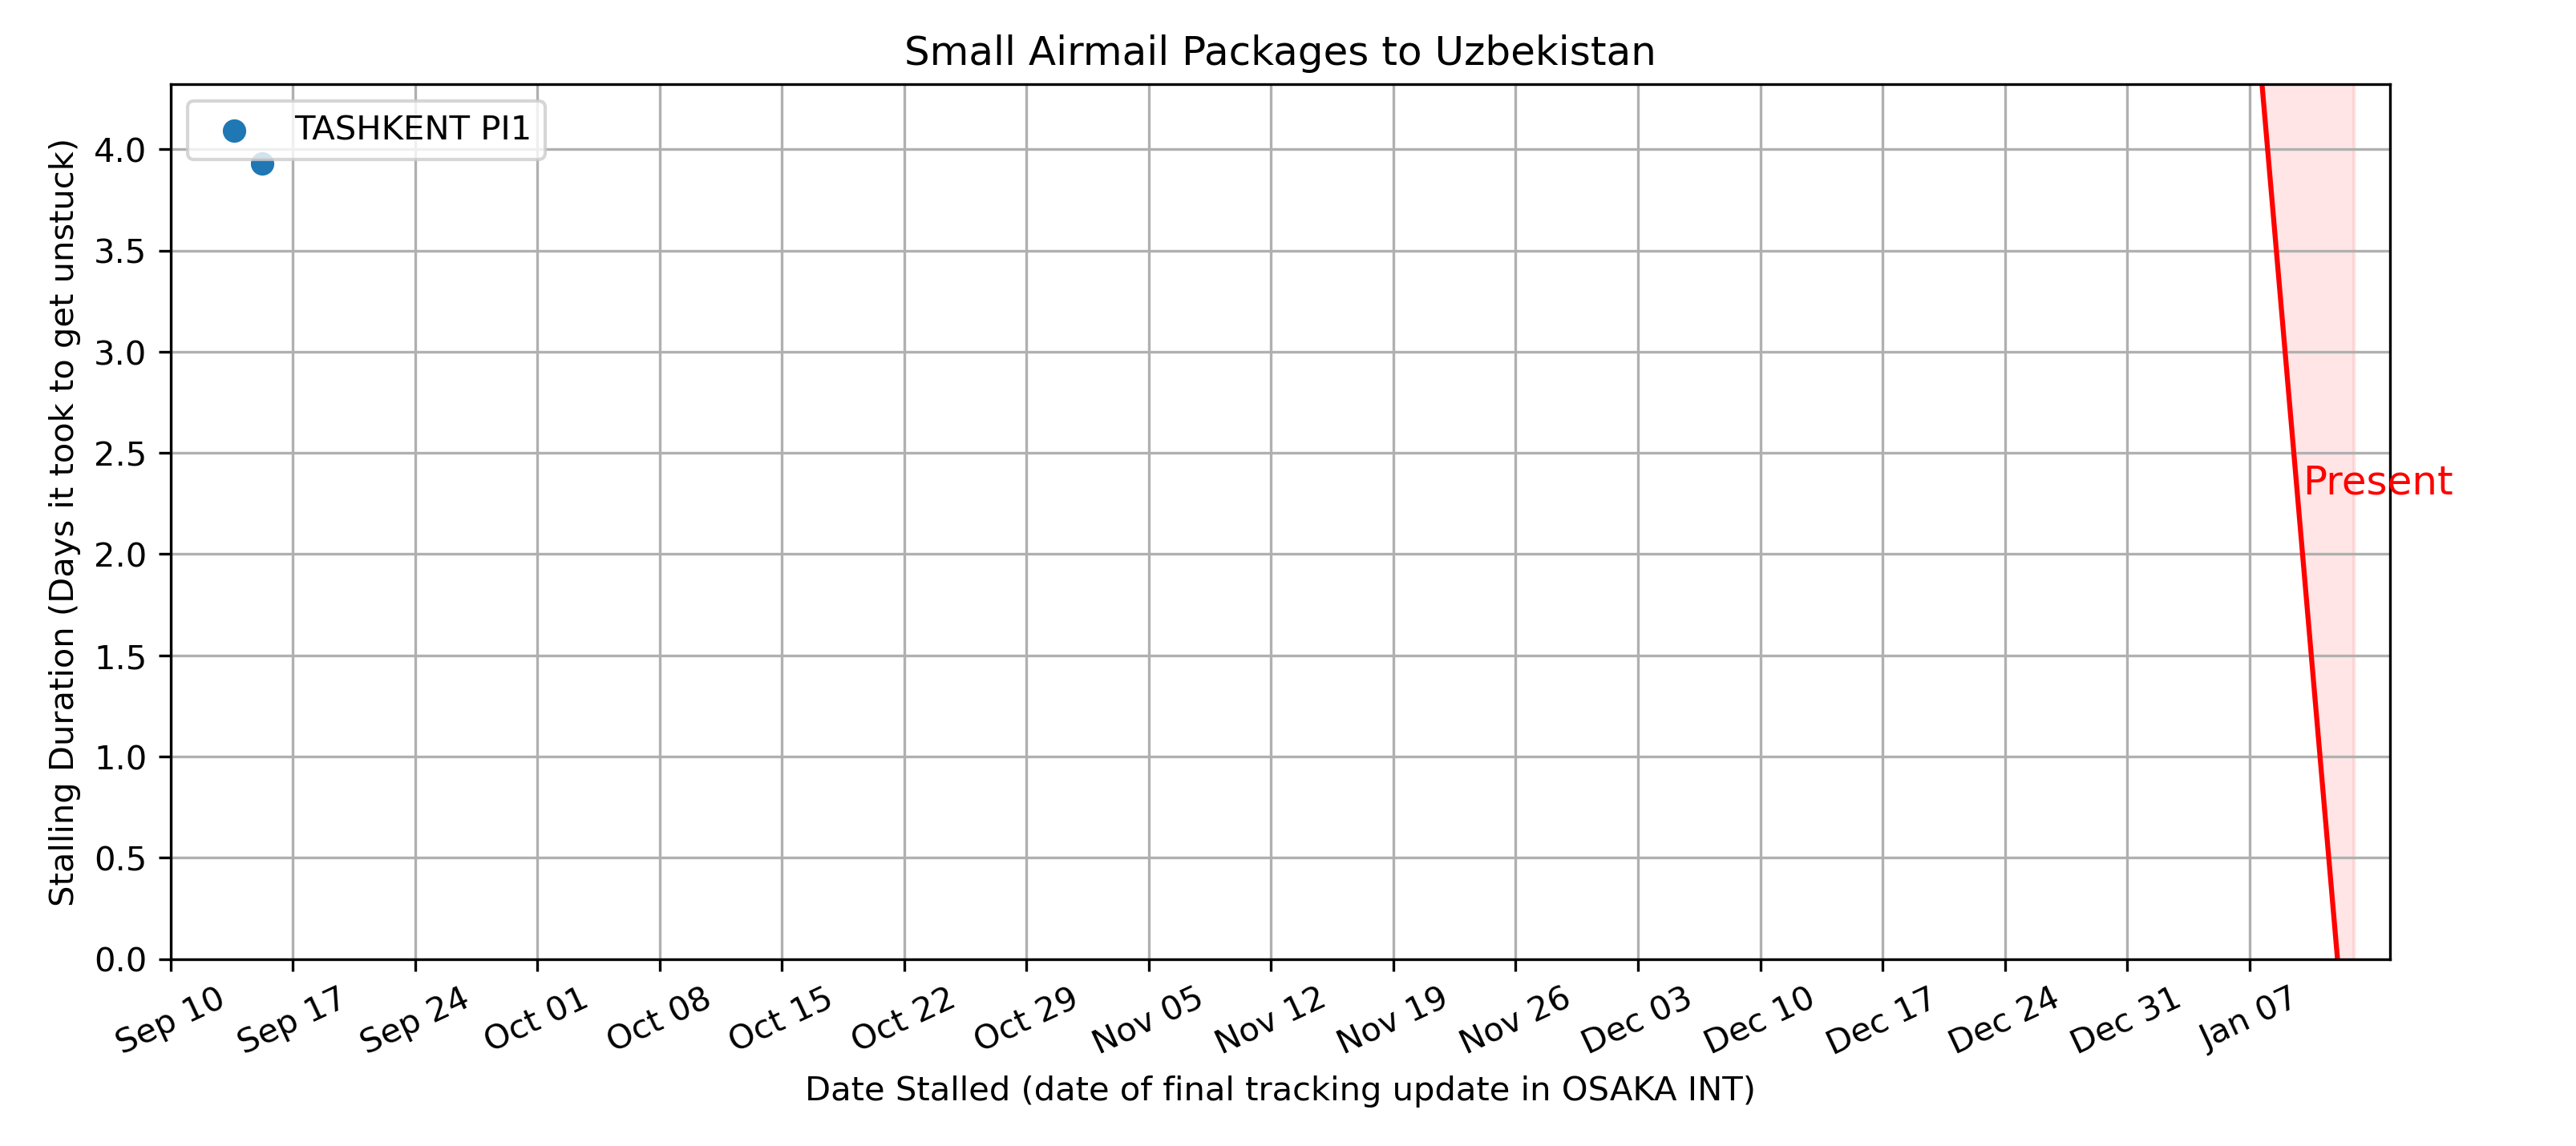 Small Airmail Packages to Uzbekistan
TASHKENT PI1
Stalling Duration (Days it took to get unstuck)
4.0
3.5
3.0
2.5
2.0
1.5
1.0
0.5
0.0
Present
Sep 10 Sep 17 Sep 24 Oct 01 Oct 08 Oct 15 Oct 22 Oct 29 Nov 05 Nov 12 Nov 19 Nov 26 Dec 03 Dec 10 Dec 17 Dec 24 Dec 31 Jan 07
Date Stalled (date of final tracking update in OSAKA INT)